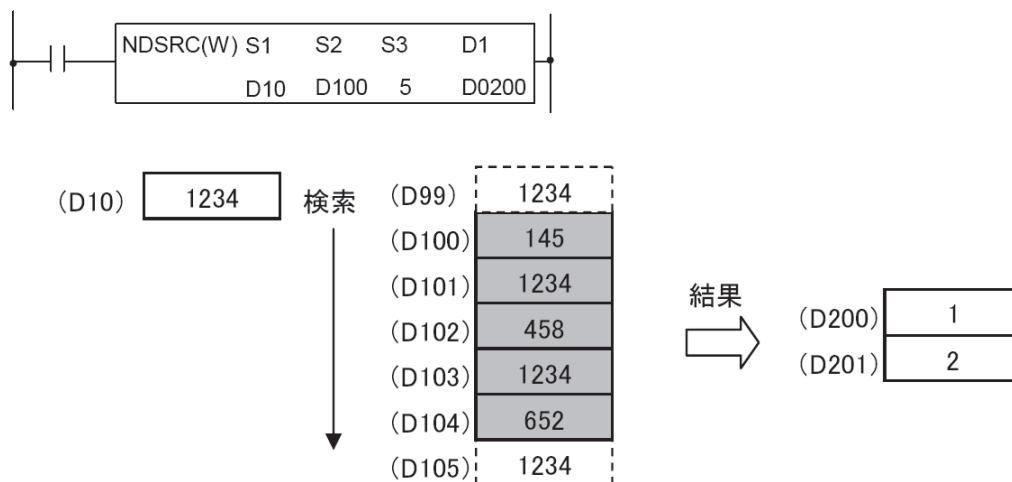 NDSRC(W) S1 S2 S3 D1
D10 D100 5 D0200
(D10) 1234 検索
(D99) 1234
(D100) 145
(D101) 1234
(D102) 458
(D103) 1234
(D104) 652
(D105) 1234
結果
(D200) 1
(D201) 2